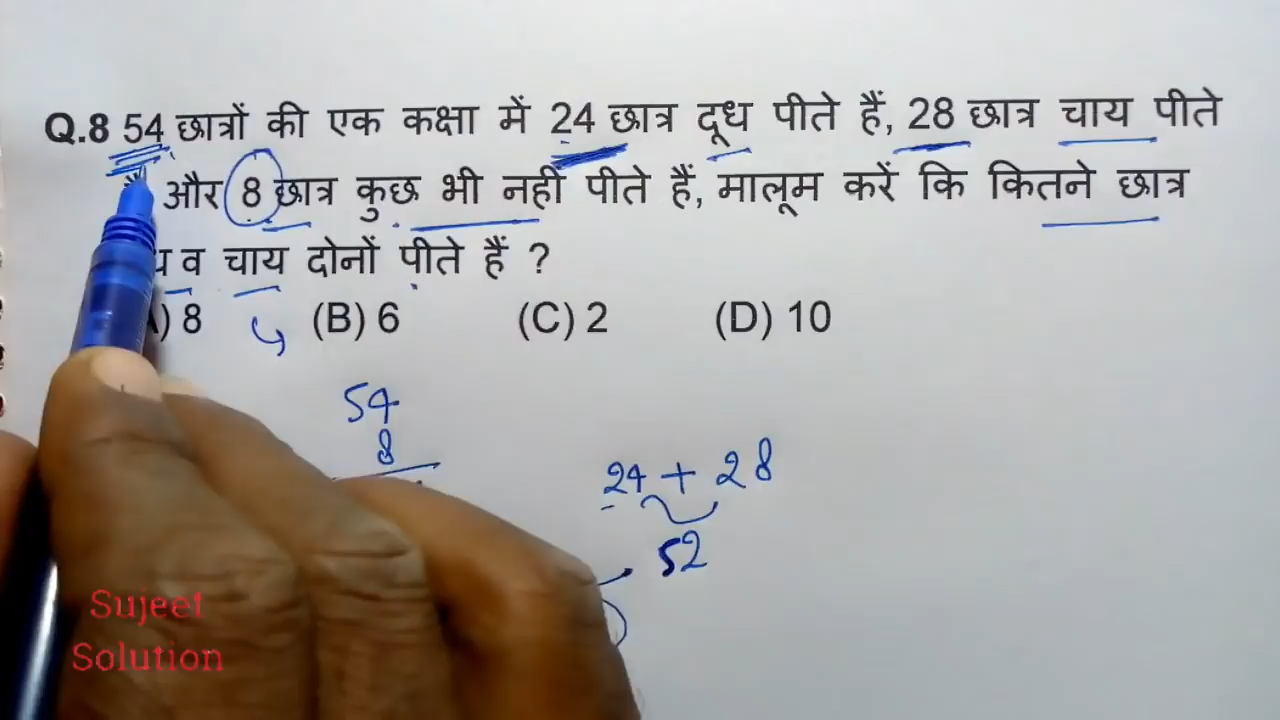 Q.8 54 छात्रों की एक कक्षा में 24 छात्र दूध पीते हैं, 28 छात्र चाय पीते
और 8 छात्र कुछ भी नहीं पीते हैं, मालूम करें कि कितने छात्र
व चाय दोनों पीते हैं ?
8 (B) 6 (C) 2 (D) 10
54
8
24 + 28
52
Sujeet
Solution